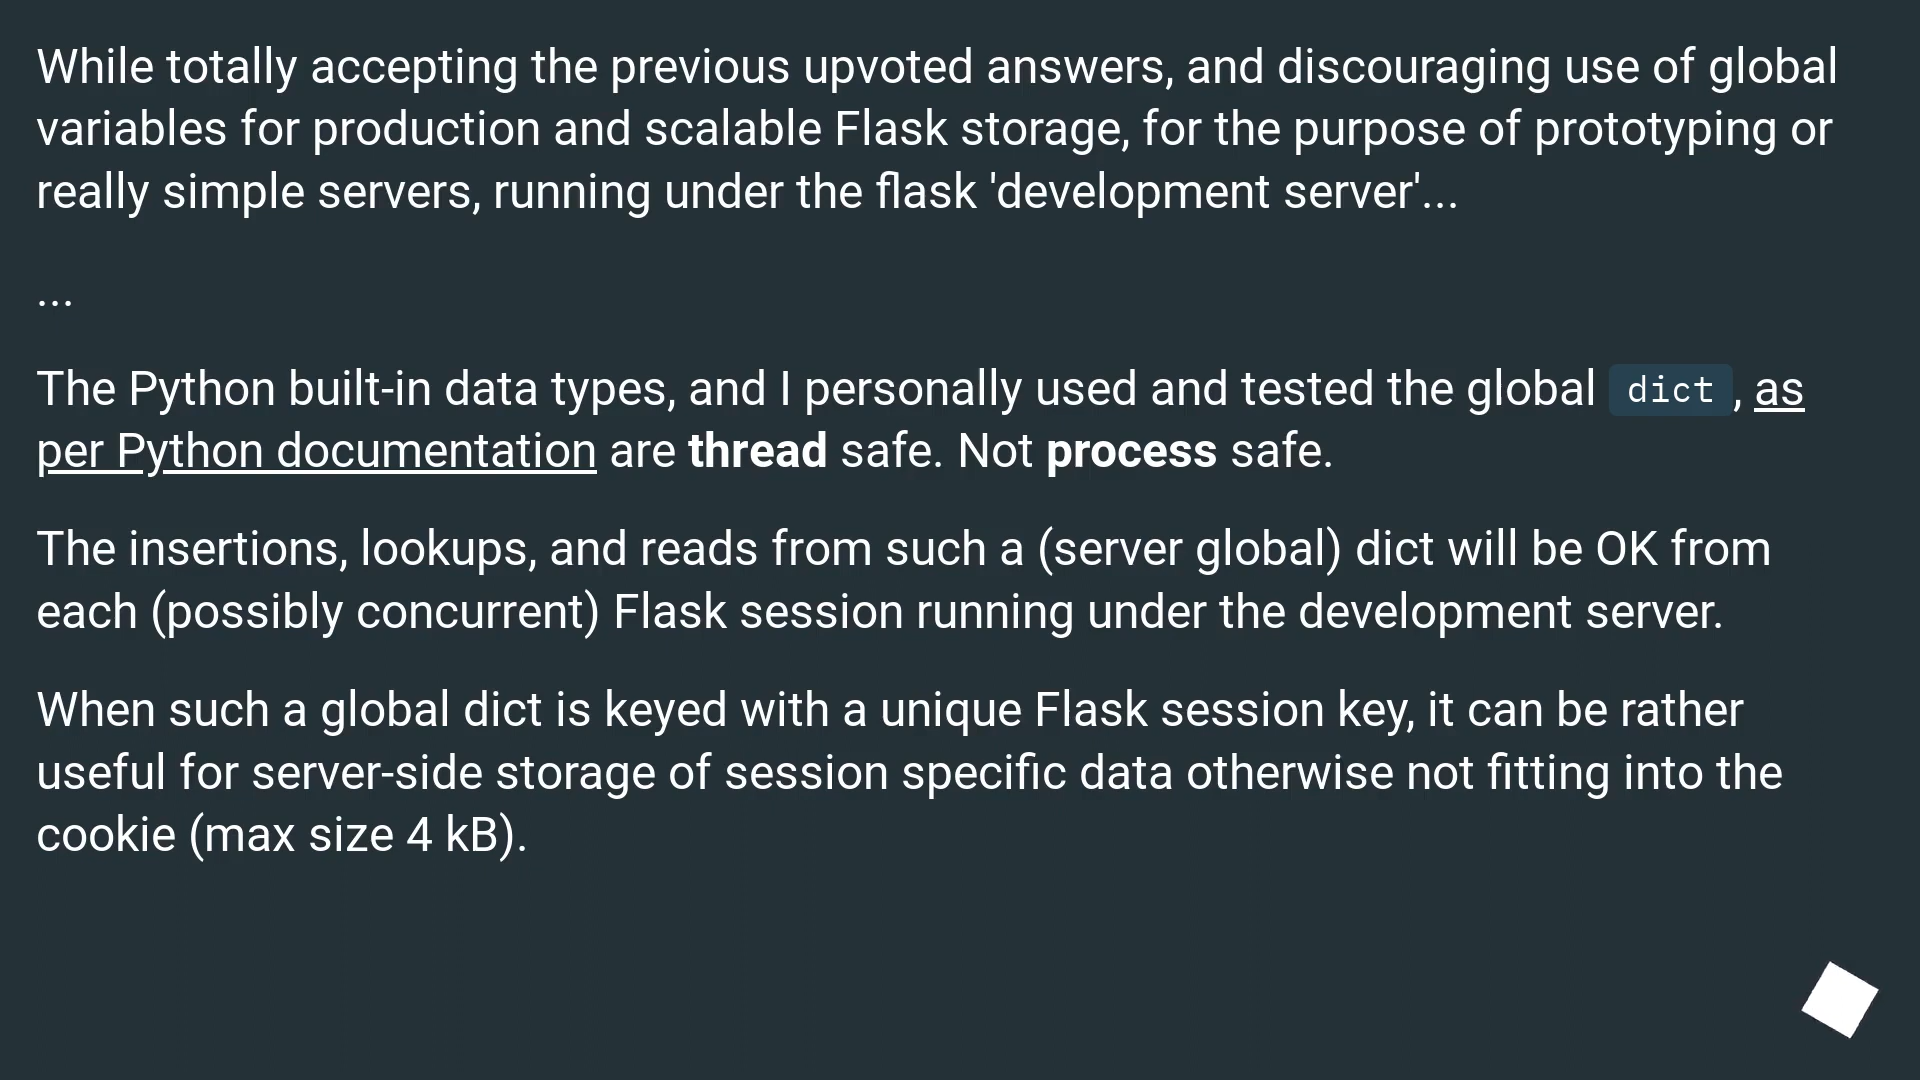 While totally accepting the previous upvoted answers, and discouraging use of global
variables for production and scalable Flask storage, for the purpose of prototyping or
really simple servers, running under the flask 'development server'...
...
The Python built-in data types, and I personally used and tested the global dict, as
per Python documentation are thread safe. Not process safe.
The insertions, lookups, and reads from such a (server global) dict will be OK from
each (possibly concurrent) Flask session running under the development server.
When such a global dict is keyed with a unique Flask session key, it can be rather
useful for server-side storage of session specific data otherwise not fitting into the
cookie (max size 4 kB).